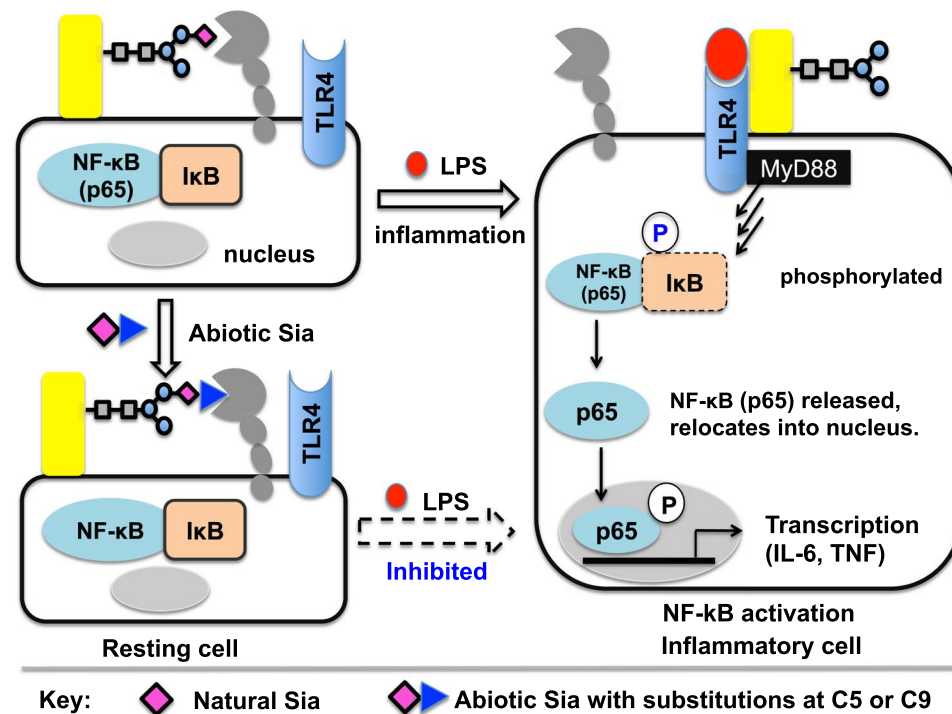 TLR4
NF-κB
(p65)
IκB
nucleus
LPS
inflammation
Abiotic Sia
TLR4
NF-κB
IκB
LPS
Inhibited
Resting cell
TLR4
MyD88
P
NF-κB
(p65)
IκB
phosphorylated
p65
NF-κB (p65) released,
relocates into nucleus.
P
p65
Transcription
(IL-6, TNF)
NF-kB activation
Inflammatory cell
Key:
Natural Sia
Abiotic Sia with substitutions at C5 or C9